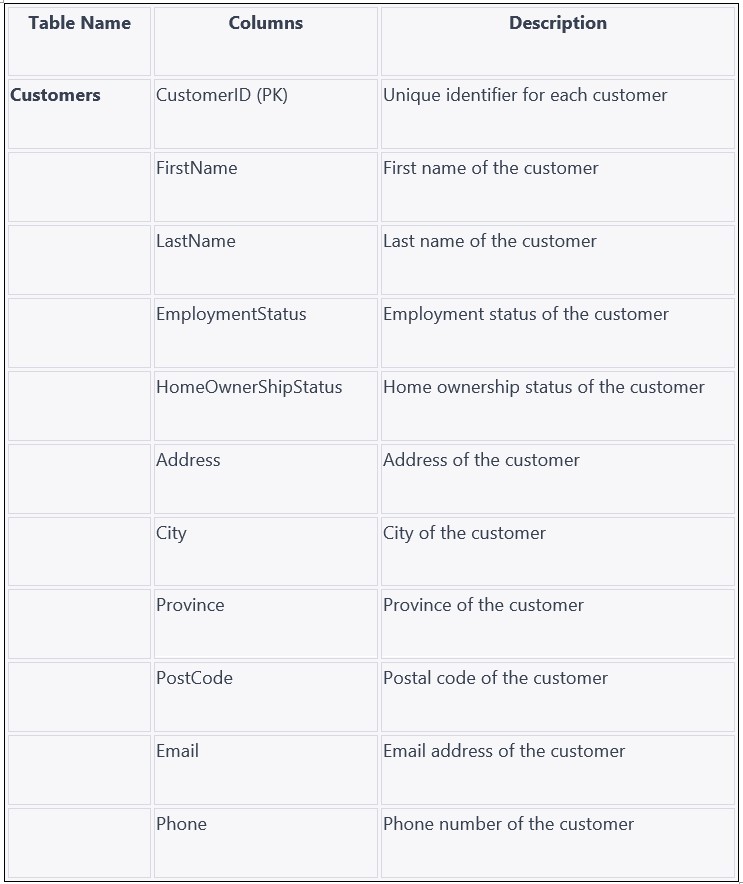 Table Name Columns Description
Customers CustomerID (PK) Unique identifier for each customer
FirstName First name of the customer
LastName Last name of the customer
EmploymentStatus Employment status of the customer
HomeOwnerShipStatus Home ownership status of the customer
Address Address of the customer
City City of the customer
Province Province of the customer
PostCode Postal code of the customer
Email Email address of the customer
Phone Phone number of the customer